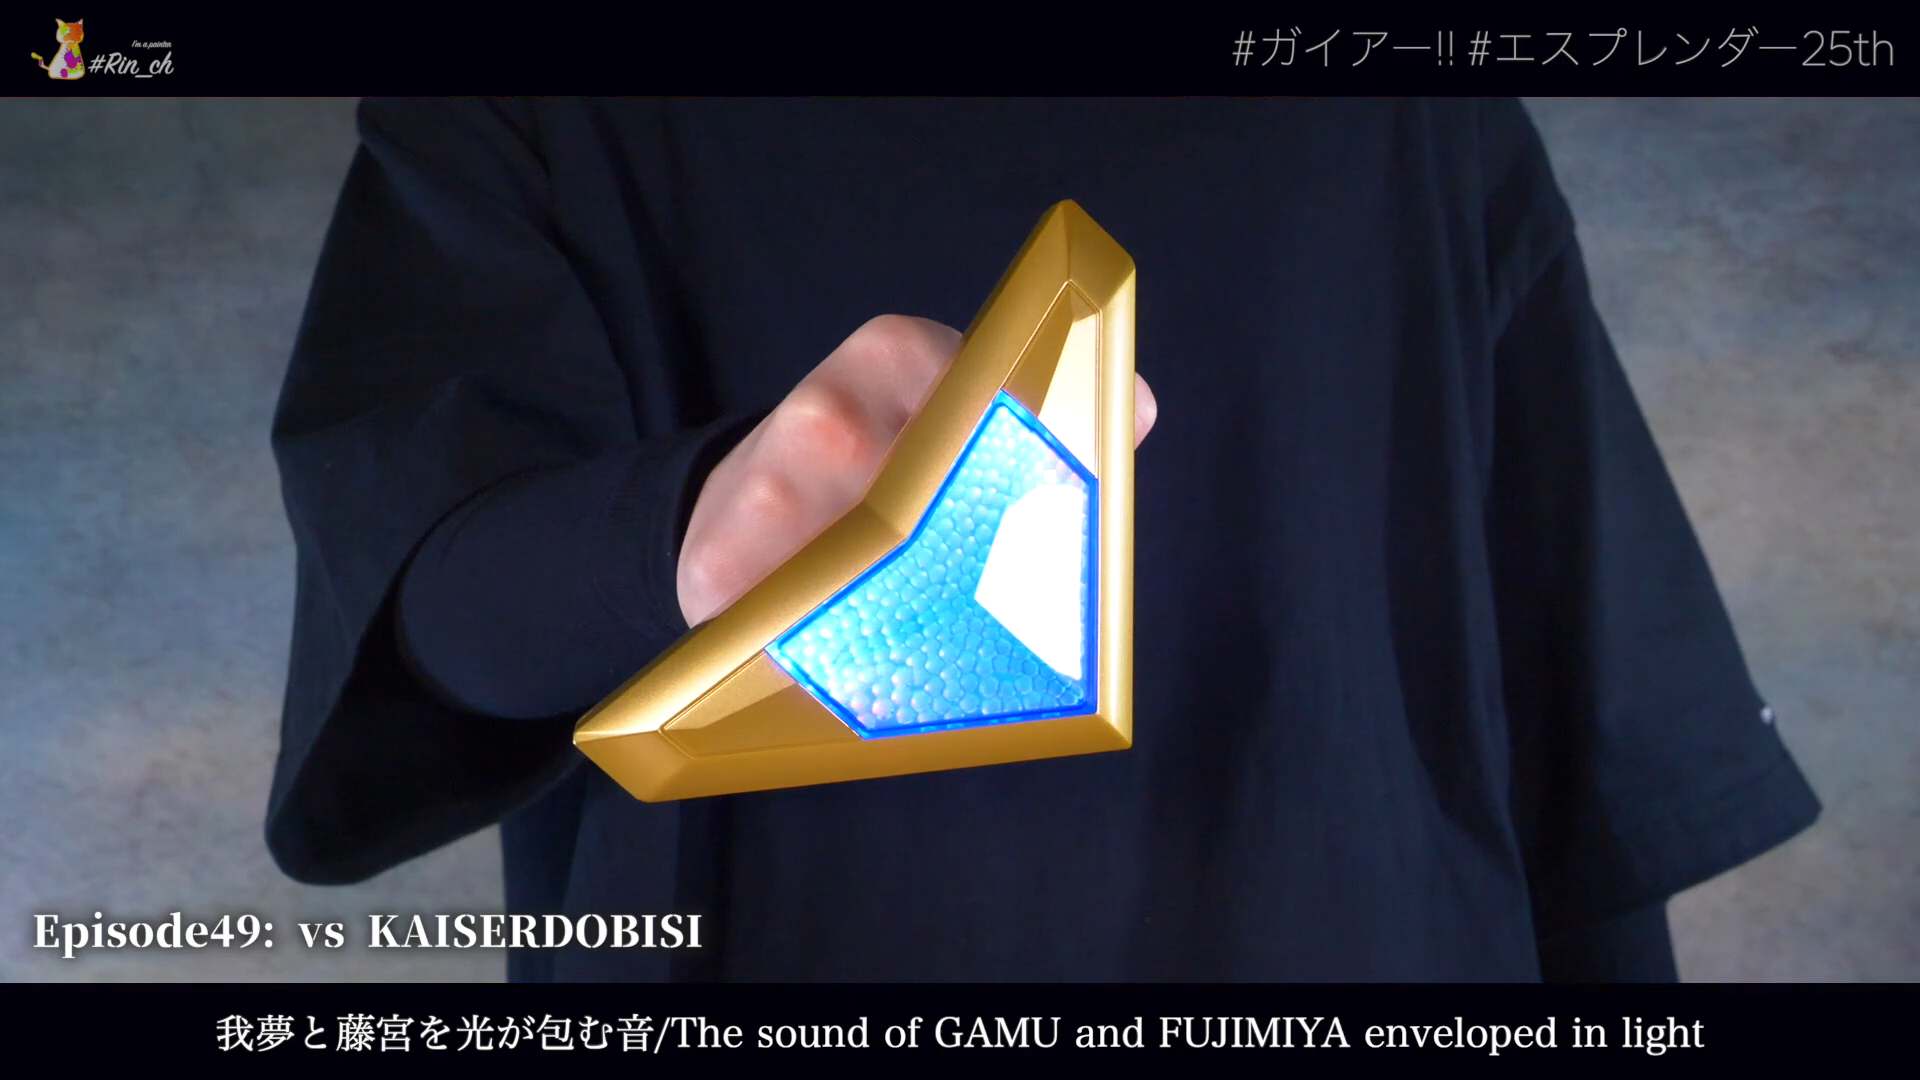 I'm a painter
#Rin_ch
#ガイアー!! #エスプレンダー25th
Episode49: vs KAISERDOBISI
我夢と藤宮を光が包む音/The sound of GAMU and FUJIMIYA enveloped in light